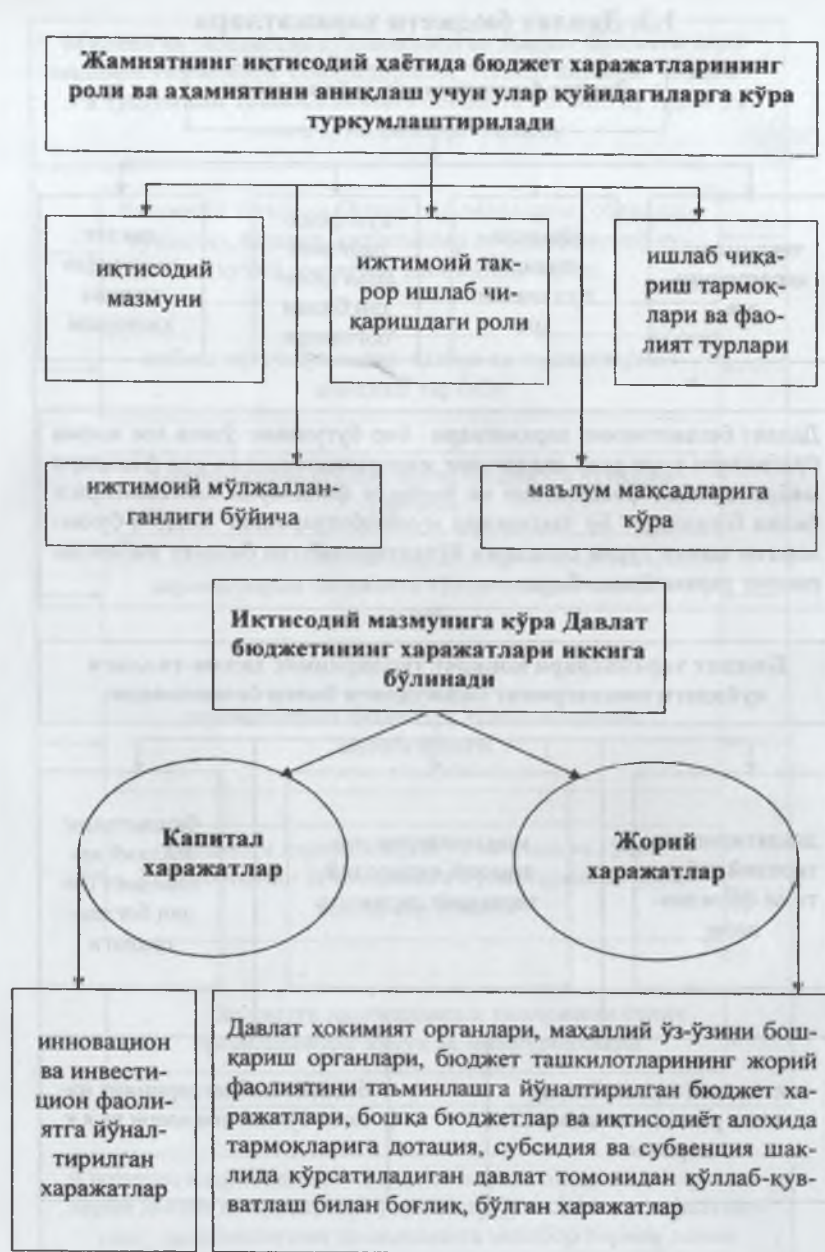 Жамиятнинг иқтисодий ҳаётида бюджет харажатларининг
роли ва аҳамиятини аниқлаш учун улар қуйидагиларга кўра
туркумлаштирилади
иқтисодий
мазмуни
ижтимоий так-
рор ишлаб чи-
қаришдаги роли
ишлаб чиқа-
риш тармоқ-
лари ва фао-
лият турлари
ижтимоий мўлжаллан-
ганлиги бўйича
маълум мақсадларига
кўра
Иқтисодий мазмунига кўра Давлат
бюджетининг харажатлари иккига
бўлинади
Капитал
харажатлар
Жорий
харажатлар
инновацион
ва инвести-
цион фаоли-
ятга йўнал-
тирилган
харажатлар
Давлат ҳокимият органлари, маҳаллий ўз-ўзини бош-
қариш органлари, бюджет ташкилотларининг жорий
фаолиятини таъминлашга йўналтирилган бюджет ха-
ражатлари, бошқа бюджетлар ва иқтисодиёт алоҳида
тармоқларига дотация, субсидия ва субвенция шак-
лида кўрсатиладиган давлат томонидан қўллаб-қув-
ватлаш билан боғлиқ, бўлган харажатлар